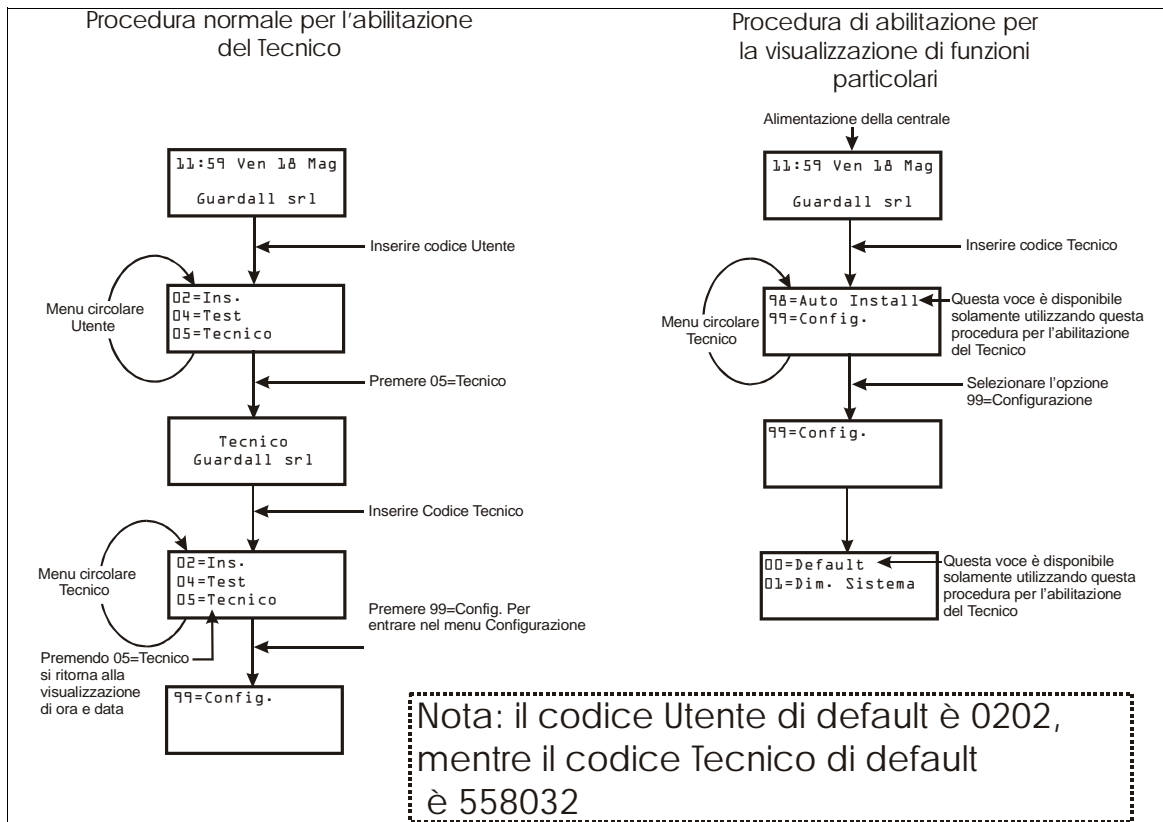 Procedura normale per l'abilitazione
del Tecnico
11:59 Ven 18 Mag
Guardall srl
Inserire codice Utente
Menu circolare
Utente
02=Ins.
04=Test
05=Tecnico
Premere 05=Tecnico
Tecnico
Guardall srl
Inserire Codice Tecnico
Menu circolare
Tecnico
02=Ins.
04=Test
05=Tecnico
Premere 99=Config. Per
entrare nel menu Configurazione
Premendo 05=Tecnico
si ritorna alla
visualizzazione
di ora e data
99=Config.
Procedura di abilitazione per
la visualizzazione di funzioni
particolari
Alimentazione della centrale
11:59 Ven 18 Mag
Guardall srl
Inserire codice Tecnico
Menu circolare
Tecnico
98=Auto Install
99=Config.
Questa voce è disponibile
solamente utilizzando questa
procedura per l'abilitazione
del Tecnico
Selezionare l'opzione
99=Configurazione
99=Config.
00=Default
01=Dim. Sistema
Questa voce è disponibile
solamente utilizzando questa
procedura per l'abilitazione
del Tecnico
Nota: il codice Utente di default è 0202,
mentre il codice Tecnico di default
è 558032